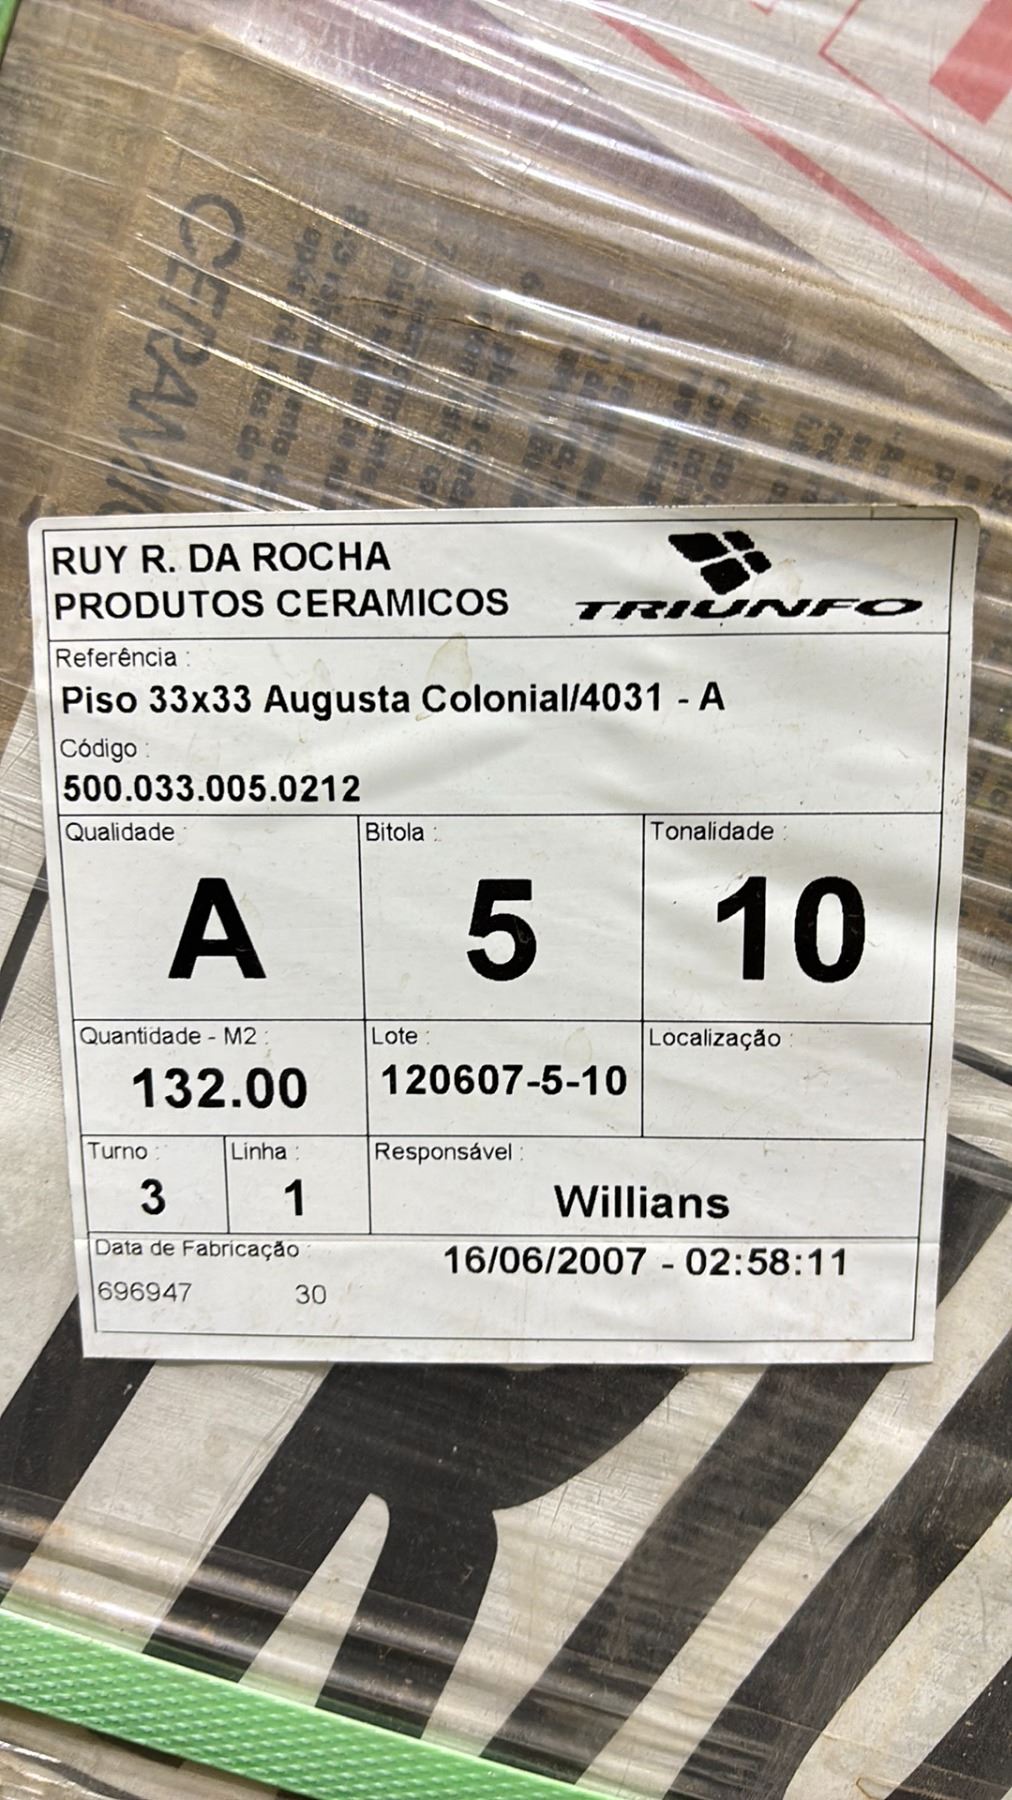 CERAMIC
RUY R. DA ROCHA
PRODUTOS CERAMICOS
TRIUNFO
Referência :
Piso 33x33 Augusta Colonial/4031 - A
Código :
500.033.005.0212
Qualidade :
Bitola :
Tonalidade :
A
5
10
Quantidade - M2 :
Lote :
Localização :
132.00
120607-5-10
Turno :
Linha :
Responsável :
3
1
Willians
Data de Fabricação :
16/06/2007 - 02:58:11
696947 30